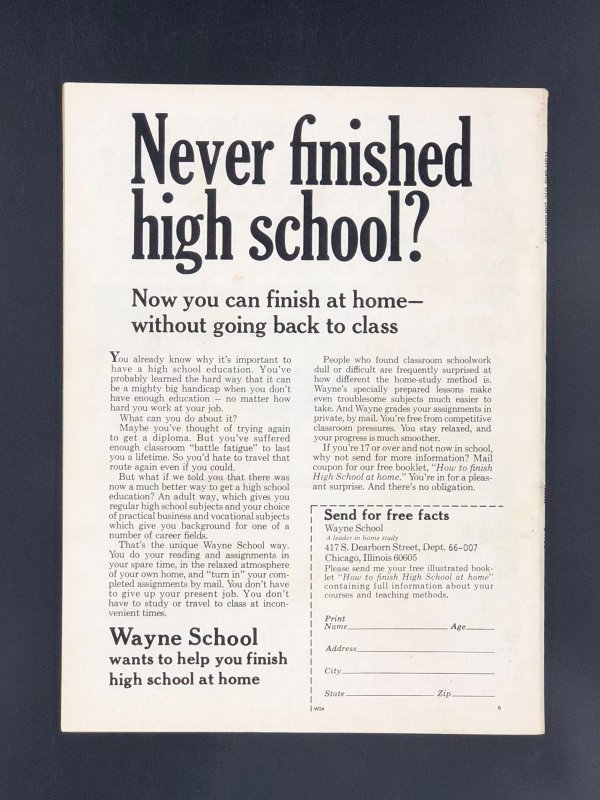 Never finished
high school?
Now you can finish at home—
without going back to class
You already know why it's important to
have a high school education. You've
probably learned the hard way that it can
be a mighty big handicap when you don't
have enough education – no matter how
hard you work at your job.
What can you do about it?
Maybe you've thought of trying again
to get a diploma. But you've suffered
enough classroom "battle fatigue" to last
you a lifetime. So you'd hate to travel that
route again even if you could.
But what if we told you that there was
now a much better way to get a high school
education? An adult way, which gives you
regular high school subjects and your choice
of practical business and vocational subjects
which give you background for one of a
number of career fields.
That's the unique Wayne School way.
You do your reading and assignments in
your spare time, in the relaxed atmosphere
of your own home, and "turn in" your com-
pleted assignments by mail. You don't have
to give up your present job. You don't
have to study or travel to class at incon-
venient times.
Wayne School
wants to help you finish
high school at home
People who found classroom schoolwork
dull or difficult are frequently surprised at
how different the home-study method is.
Wayne's specially prepared lessons make
even troublesome subjects much easier to
take. And Wayne grades your assignments in
private, by mail. You're free from competitive
classroom pressures. You stay relaxed, and
your progress is much smoother.
If you're 17 or over and not now in school,
why not send for more information? Mail
coupon for our free booklet, "How to finish
High School at home." You're in for a pleas-
ant surprise. And there's no obligation.
Send for free facts
Wayne School
A leader in home study
417 S. Dearborn Street, Dept. 66-007
Chicago, Illinois 60605
Please send me your free illustrated book-
let "How to finish High School at home"
containing full information about your
courses and teaching methods.
Print
Name Age
Address
City
State Zip
W24 6